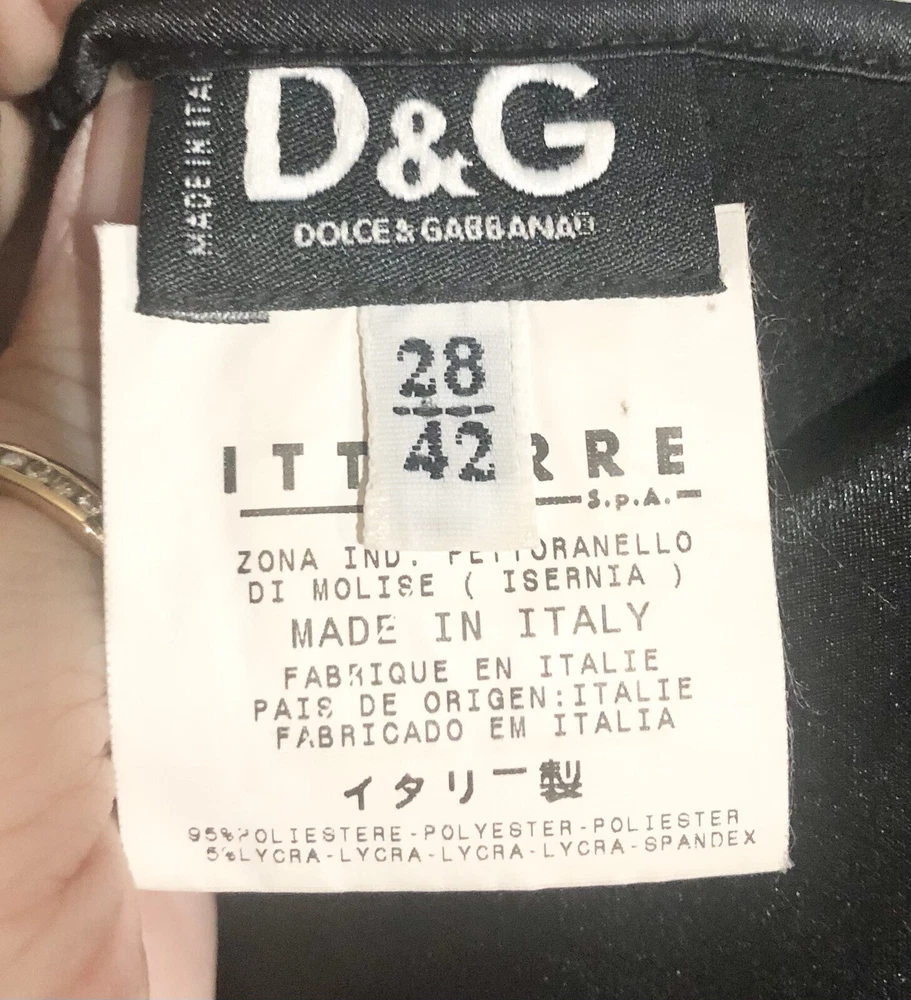 MADE IN ITA
D&G
DOLCE & GABBANA
28
42
ITT RRE
S.p.A.
ZONA IND. PETTORANELLO
DI MOLISE ( ISERNIA )
MADE IN ITALY
FABRIQUE EN ITALIE
PAIS DE ORIGEN:ITALIE
FABRICADO EM ITALIA
イタリー製
95%POLIESTERE-POLYESTER-POLIESTER
5%LYCRA-LYCRA-LYCRA-LYCRA-SPANDEX